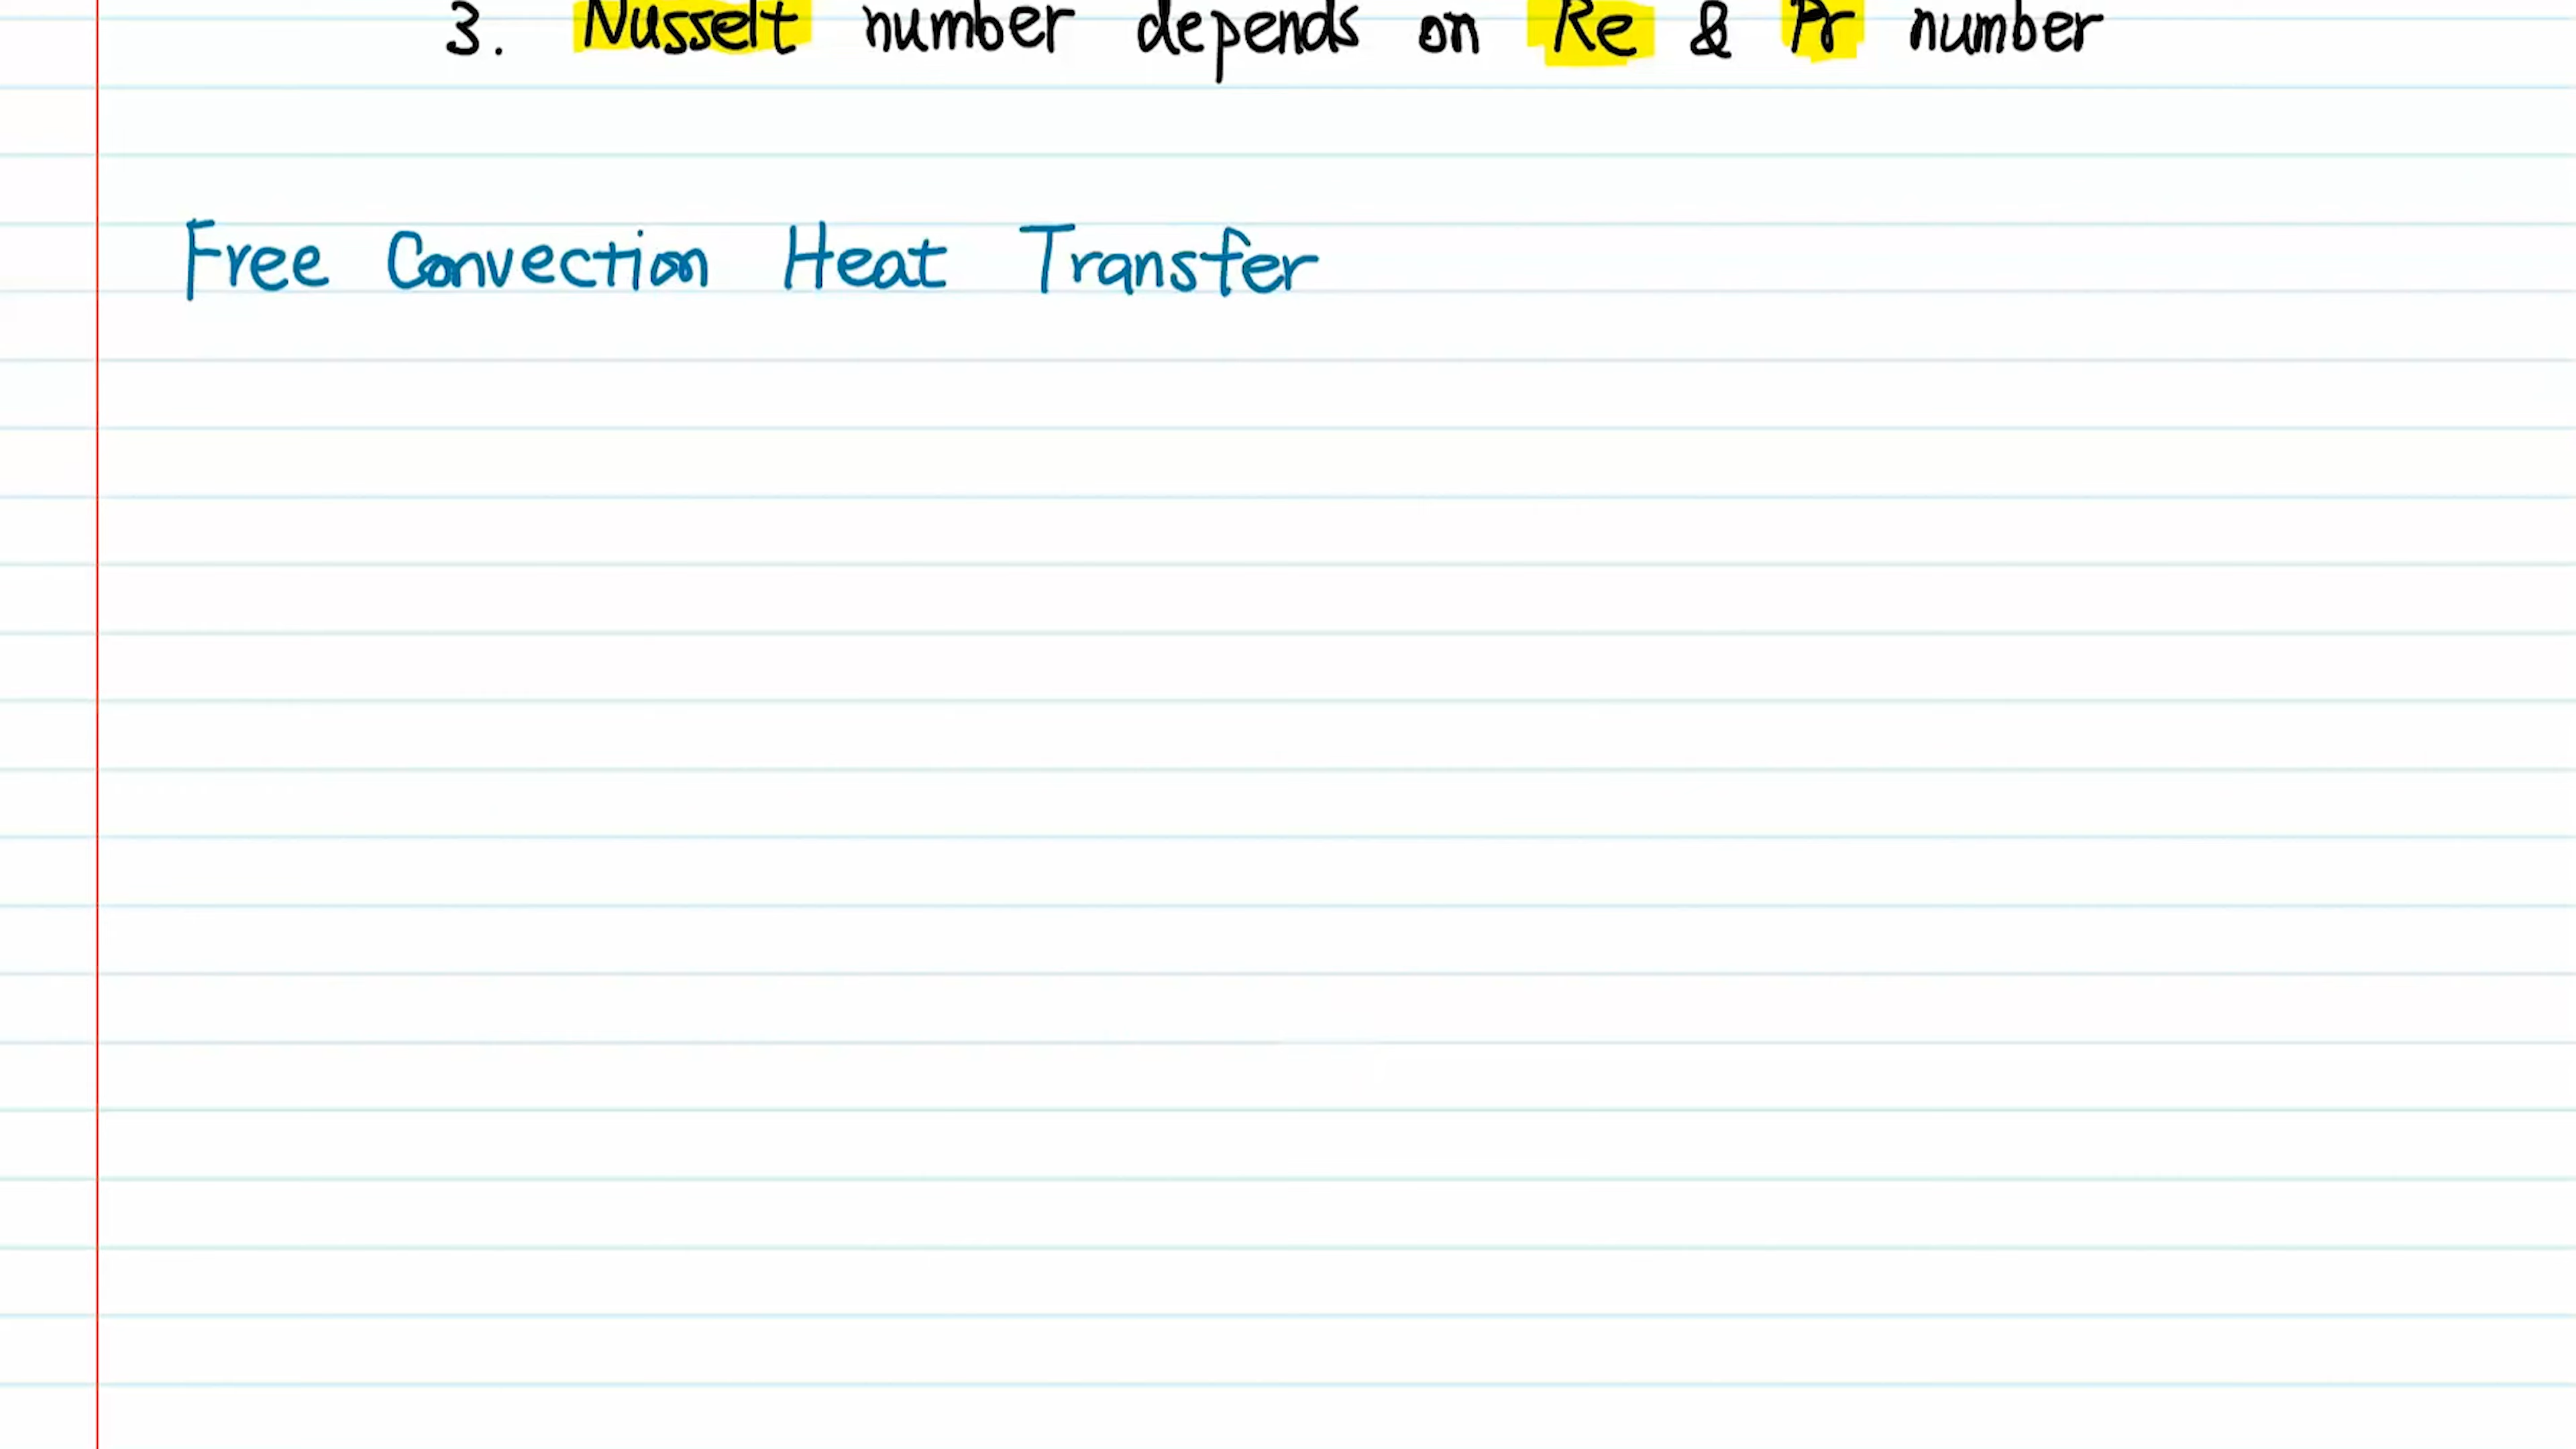 3. Nusselt number depends on Re & Pr number
Free Convection Heat Transfer